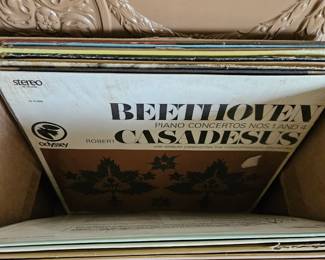 stereo
BEETHOVEN
PIANO CONCERTOS NOS. 1 AND 4
ROBERT CASADESUS
odyssey